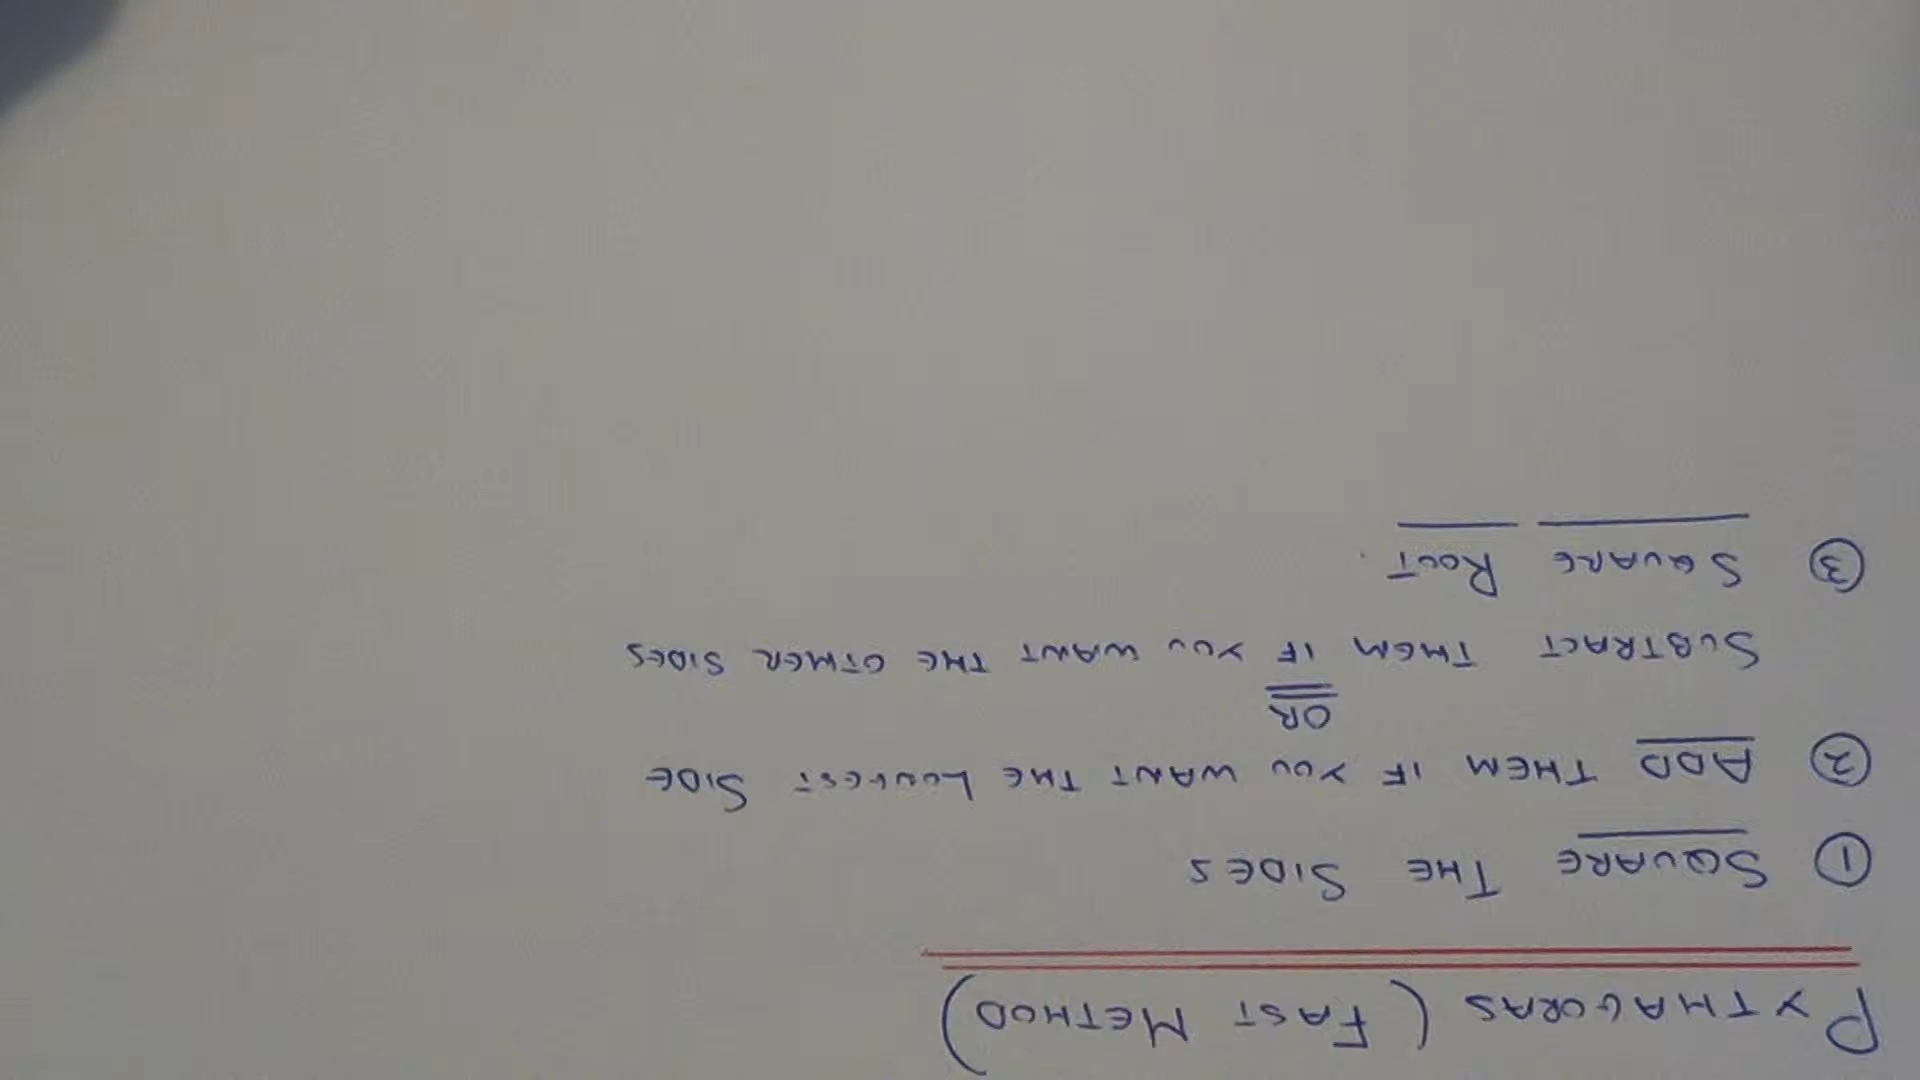 PYTHAGORAS (FAST METHOD)
① SQUARE THE SIDES
② ADD THEM IF YOU WANT THE LONGEST SIDE
OR
SUBTRACT THEM IF YOU WANT THE OTHER SIDES
③ SQUARE ROOT.